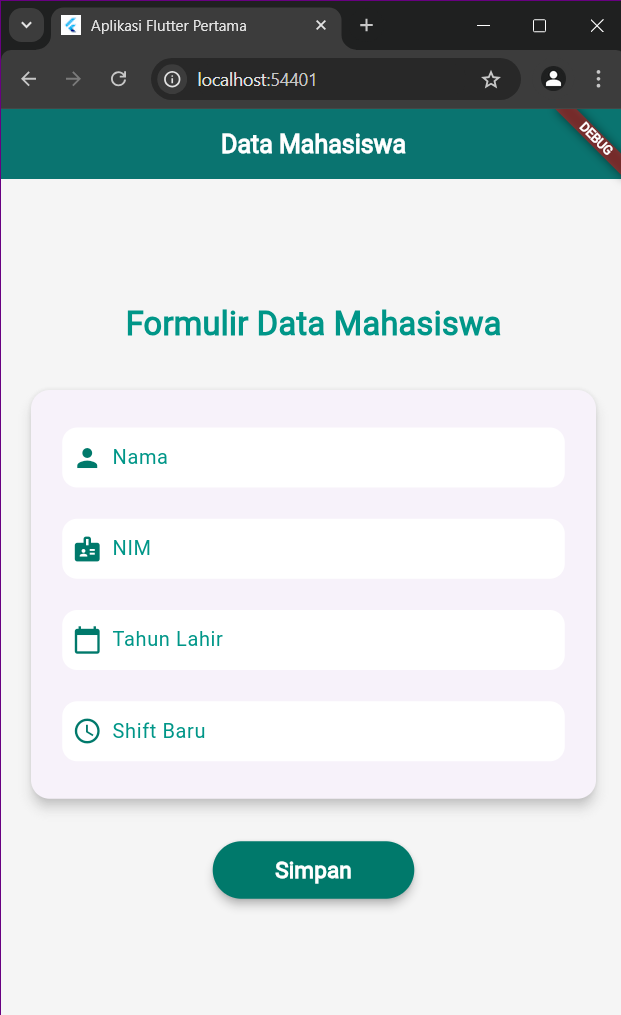 Aplikasi Flutter Pertama
localhost:54401
Data Mahasiswa
DEBUG
Formulir Data Mahasiswa
Nama
NIM
Tahun Lahir
Shift Baru
Simpan